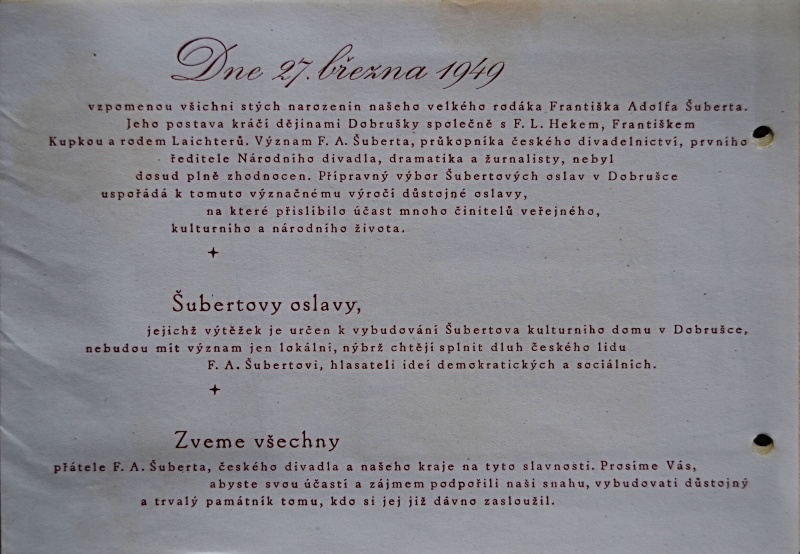 Dne 27. března 1949
vzpomenou všichni stých narozenin našeho velkého rodáka Františka Adolfa Šuberta.
Jeho postava kráčí dějinami Dobrušky společně s F. L. Hekem, Františkem
Kupkou a rodem Laichterů. Význam F. A. Šuberta, průkopníka českého divadelnictví, prvního
ředitele Národního divadla, dramatika a žurnalisty, nebyl
dosud plně zhodnocen. Přípravný výbor Šubertových oslav v Dobrušce
uspořádá k tomuto význačnému výročí důstojné oslavy,
na které přislíbilo účast mnoho činitelů veřejného,
kulturního a národního života.
Šubertovy oslavy,
jejichž výtěžek je určen k vybudování Šubertova kulturního domu v Dobrušce,
nebudou mít význam jen lokální, nýbrž chtějí splnit dluh českého lidu
F. A. Šubertovi, hlasateli ideí demokratických a sociálních.
Zveme všechny
přátele F. A. Šuberta, českého divadla a našeho kraje na tyto slavnosti. Prosíme Vás,
abyste svou účastí a zájmem podpořili naši snahu, vybudovati důstojný
a trvalý památník tomu, kdo si jej již dávno zasloužil.